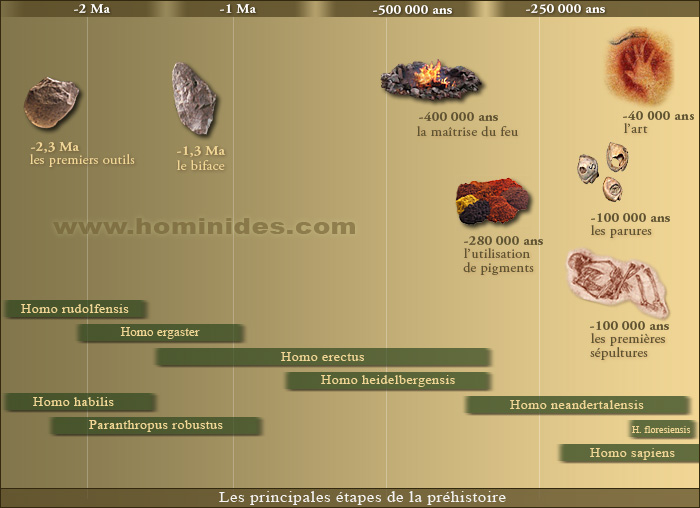 -2 Ma
-1 Ma
-500 000 ans
-250 000 ans
-2,3 Ma
les premiers outils
-1,3 Ma
le biface
-400 000 ans
la maîtrise du feu
-40 000 ans
l'art
-100 000 ans
les parures
www.hominides.com
-280 000 ans
l'utilisation
de pigments
-100 000 ans
les premières
sépultures
Homo rudolfensis
Homo ergaster
Homo erectus
Homo heidelbergensis
Homo habilis
Homo neandertalensis
Paranthropus robustus
H. floresiensis
Homo sapiens
Les principales étapes de la préhistoire